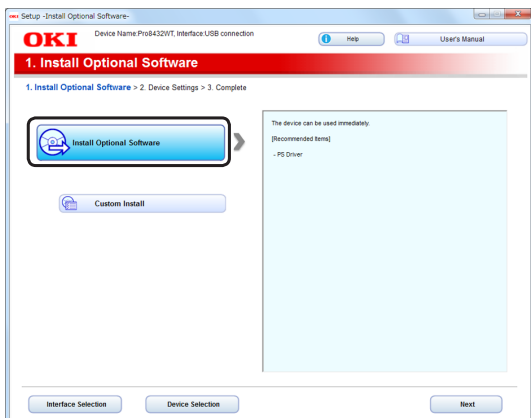 Setup -Install Optional Software-
OKI
Device Name:Pro8432WT, Interface:USB connection
Help
User's Manual
1. Install Optional Software
1. Install Optional Software > 2. Device Settings > 3. Complete
Install Optional Software
The device can be used immediately.
[Recommended Items]
- PS Driver
Custom Install
Interface Selection
Device Selection
Next